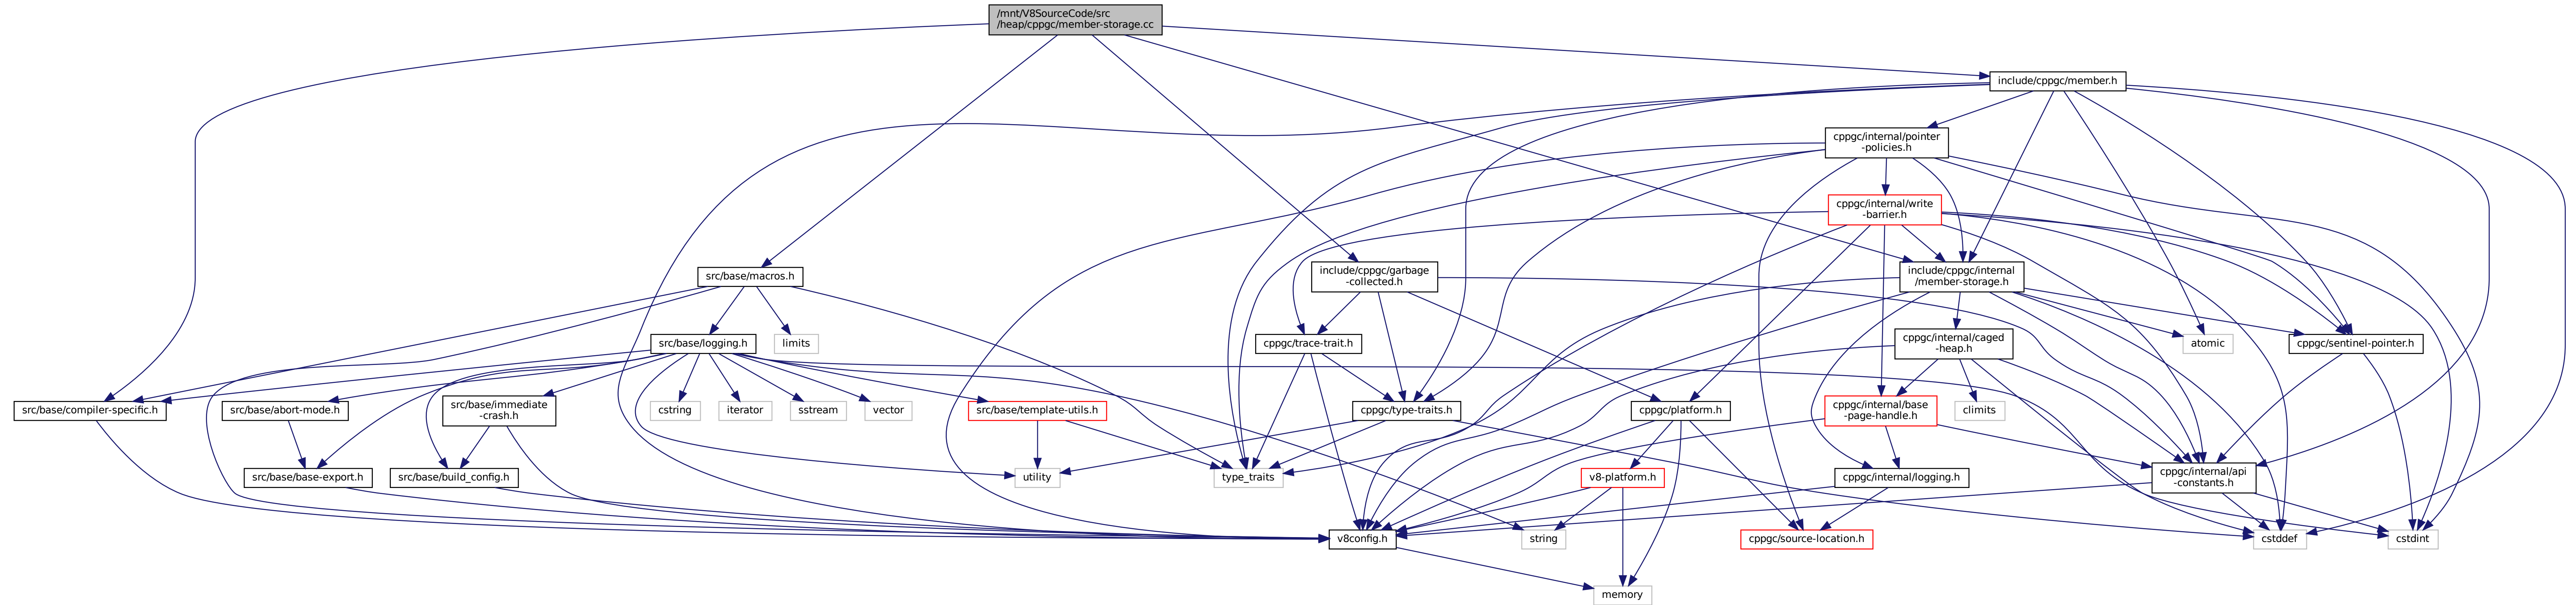 /mnt/V8SourceCode/src
/heap/cppgc/member-storage.cc
include/cppgc/member.h
cppgc/internal/pointer
-policies.h
cppgc/internal/write
-barrier.h
src/base/macros.h
include/cppgc/garbage
-collected.h
include/cppgc/internal
/member-storage.h
src/base/logging.h
limits
cppgc/trace-trait.h
cppgc/internal/caged
-heap.h
atomic
cppgc/sentinel-pointer.h
src/base/compiler-specific.h
src/base/abort-mode.h
src/base/immediate
-crash.h
cstring
iterator
sstream
vector
src/base/template-utils.h
cppgc/type-traits.h
cppgc/platform.h
cppgc/internal/base
-page-handle.h
climits
src/base/base-export.h
src/base/build_config.h
utility
type_traits
v8-platform.h
cppgc/internal/logging.h
cppgc/internal/api
-constants.h
v8config.h
string
cppgc/source-location.h
cstddef
cstdint
memory